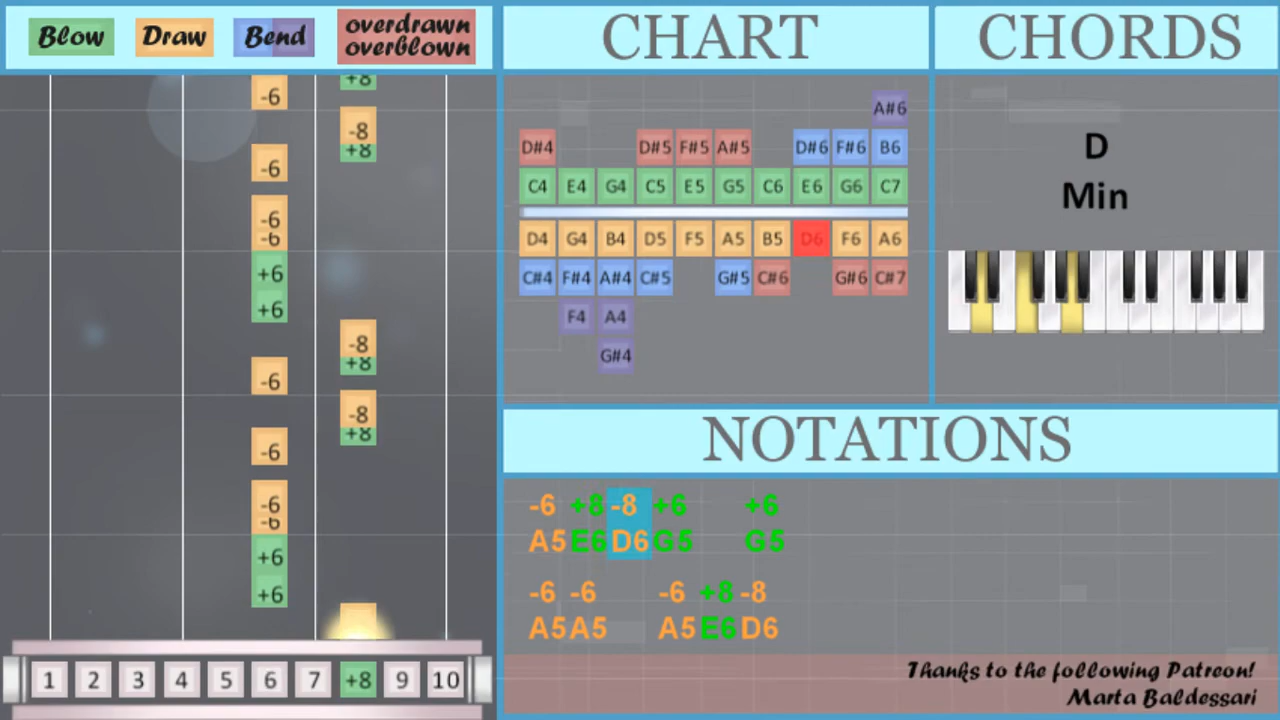 Blow Draw Bend overdrawn
overblown
CHART
CHORDS
+8
-6
-8
+8
-6
-6
-6
+6
+6
-8
+8
-6
-8
+8
-6
-6
-6
+6
+6
1 2 3 4 5 6 7 +8 9 10
A#6
D#4 D#5 F#5 A#5 D#6 F#6 B6
C4 E4 G4 C5 E5 G5 C6 E6 G6 C7
D4 G4 B4 D5 F5 A5 B5 D6 F6 A6
C#4 F#4 A#4 C#5 G#5 C#6 G#6 C#7
F4 A4
G#4
D
Min
NOTATIONS
-6 +8 -8 +6 +6
A5 E6 D6 G5 G5
-6 -6 -6 +8 -8
A5 A5 A5 E6 D6
Thanks to the following Patreon!
Marta Baldessari